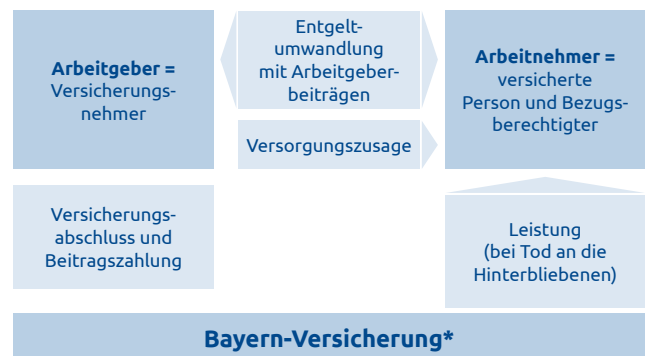 Arbeitgeber =
Versicherungs-
nehmer
Entgelt-
umwandlung
mit Arbeitgeber-
beiträgen
Versorgungszusage
Arbeitnehmer =
versicherte
Person und Bezugs-
berechtigter
Versicherungs-
abschluss und
Beitragszahlung
Leistung
(bei Tod an die
Hinterbliebenen)
Bayern-Versicherung*